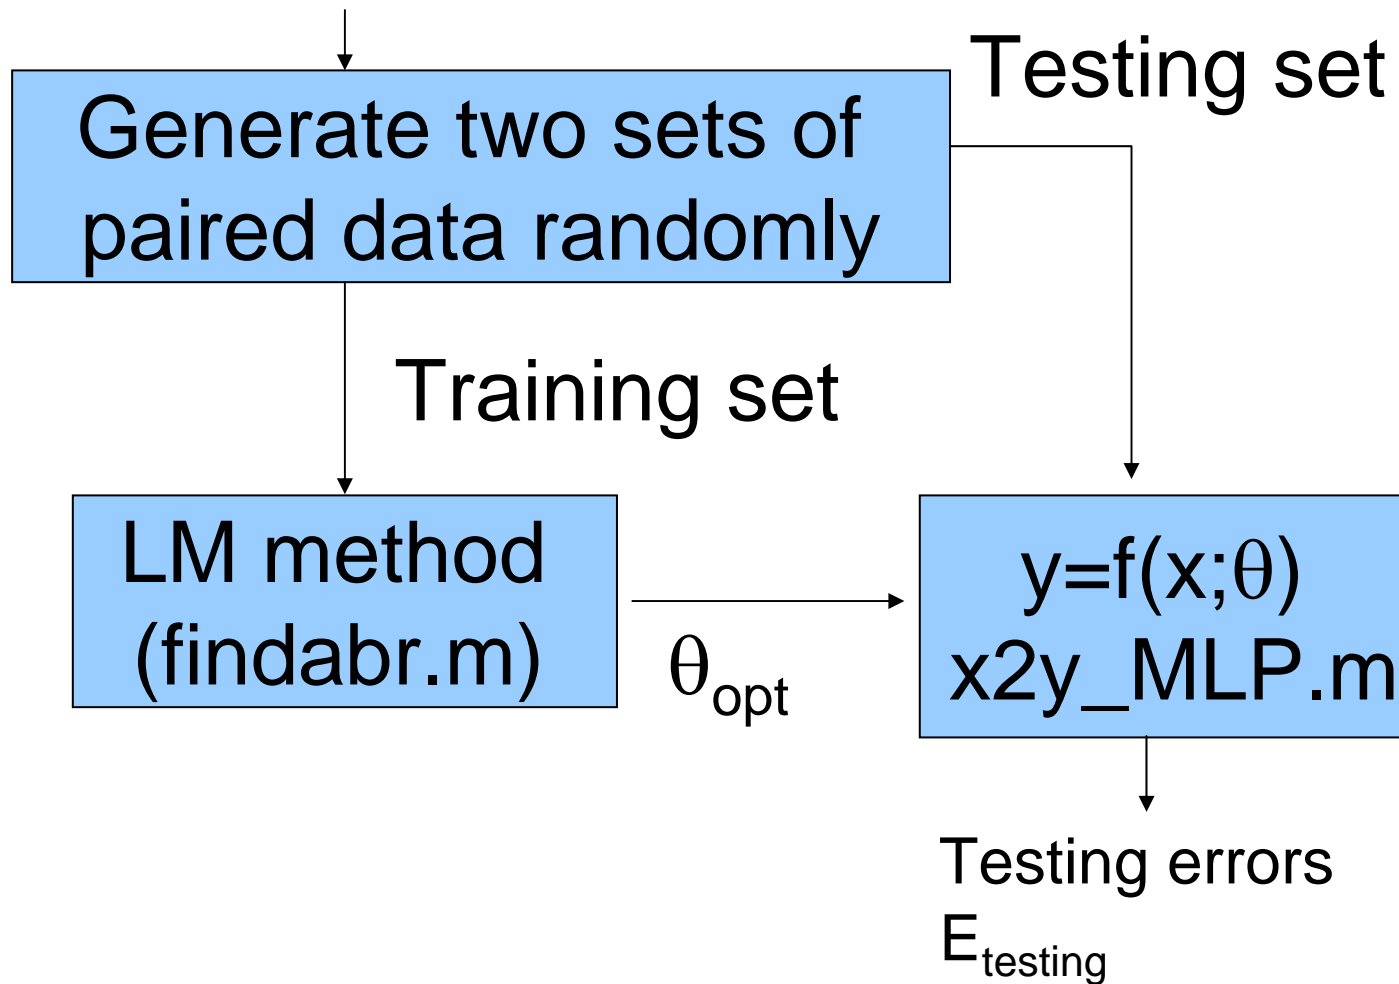 Testing set
Generate two sets of
paired data randomly
Training set
LM method
(findabr.m)
θopt
y=f(x;θ)
x2y_MLP.m
Testing errors
Etesting